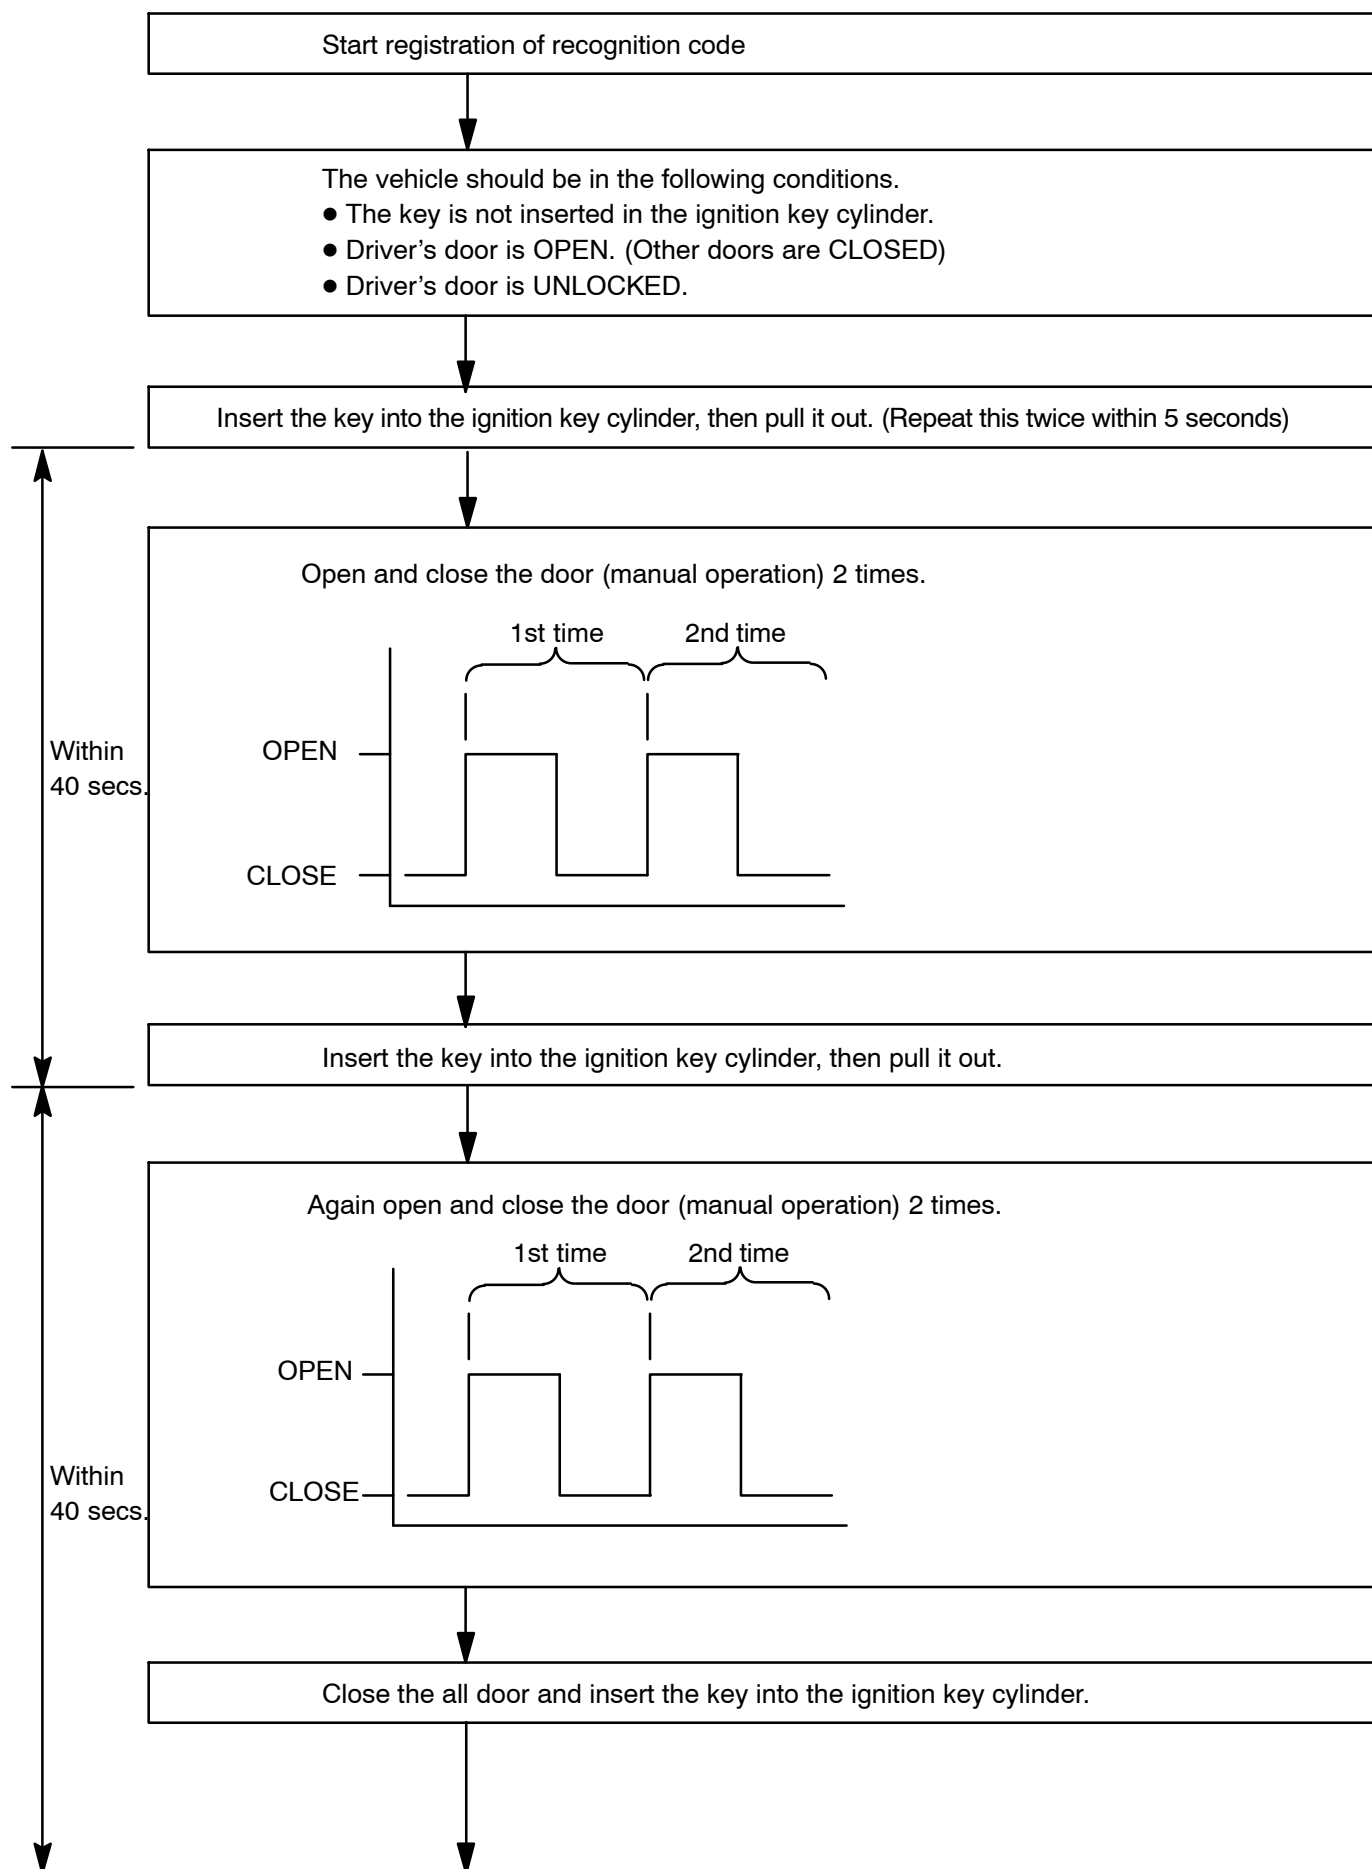 Start registration of recognition code
The vehicle should be in the following conditions.
● The key is not inserted in the ignition key cylinder.
● Driver’s door is OPEN. (Other doors are CLOSED)
● Driver’s door is UNLOCKED.
Insert the key into the ignition key cylinder, then pull it out. (Repeat this twice within 5 seconds)
Open and close the door (manual operation) 2 times.
1st time 2nd time
Within
40 secs.
OPEN
CLOSE
Insert the key into the ignition key cylinder, then pull it out.
Again open and close the door (manual operation) 2 times.
1st time 2nd time
OPEN
Within
40 secs.
CLOSE
Close the all door and insert the key into the ignition key cylinder.